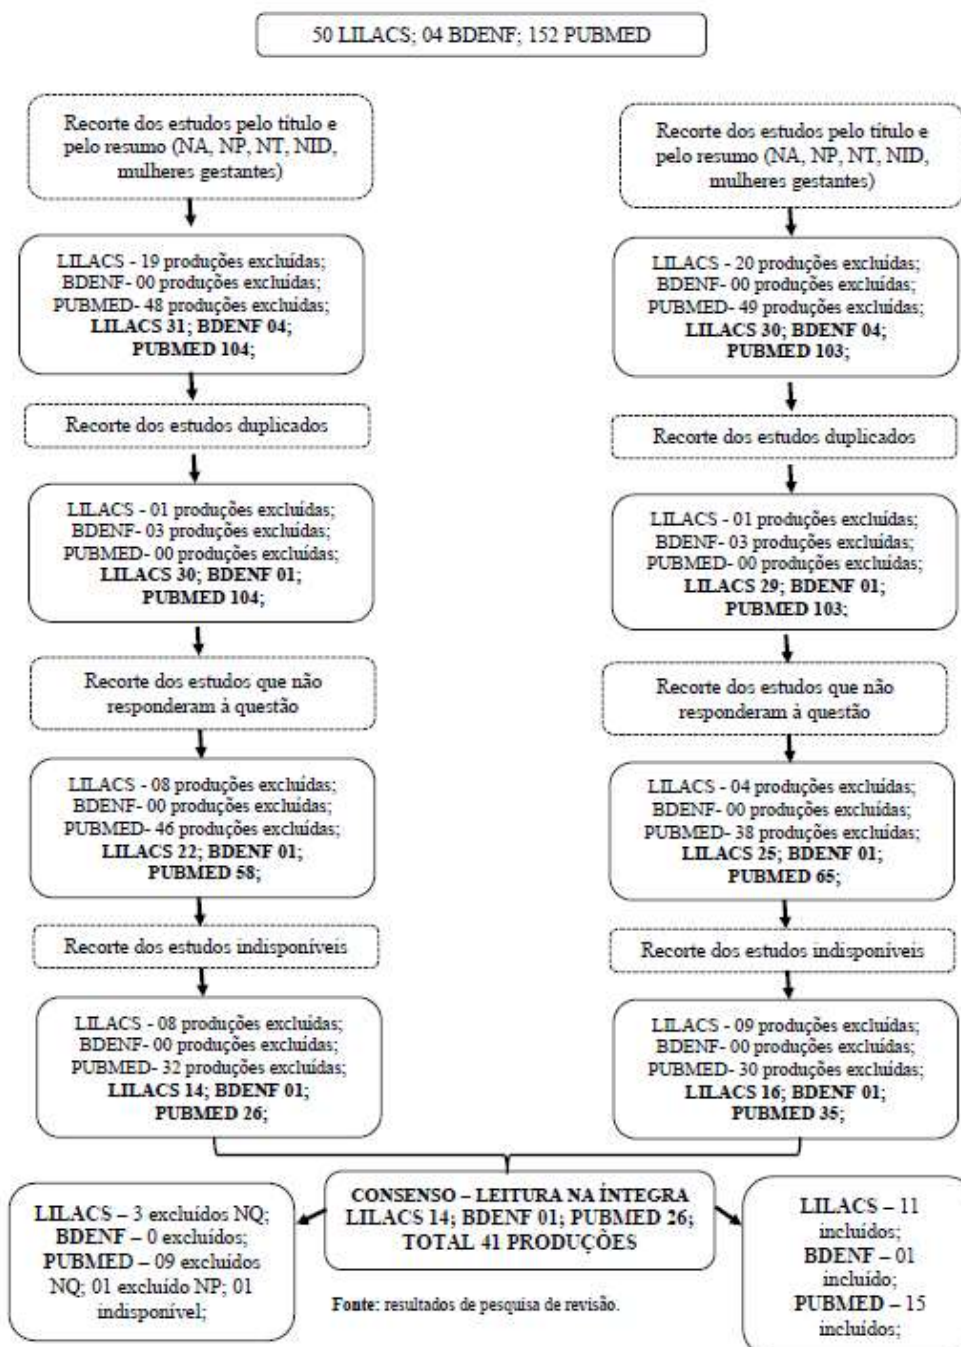 50 LILACS; 04 BDENF; 152 PUBMED
Recorte dos estudos pelo título e
pelo resumo (NA, NP, NT, NID,
mulheres gestantes)
LILACS - 19 produções excluídas;
BDENF- 00 produções excluídas;
PUBMED- 48 produções excluídas;
LILACS 31; BDENF 04;
PUBMED 104;
Recorte dos estudos duplicados
LILACS - 01 produções excluídas;
BDENF- 03 produções excluídas;
PUBMED- 00 produções excluídas;
LILACS 30; BDENF 01;
PUBMED 104;
Recorte dos estudos que não
responderam à questão
LILACS - 08 produções excluídas;
BDENF- 00 produções excluídas;
PUBMED- 46 produções excluídas;
LILACS 22; BDENF 01;
PUBMED 58;
Recorte dos estudos indisponíveis
LILACS - 08 produções excluídas;
BDENF- 00 produções excluídas;
PUBMED- 32 produções excluídas;
LILACS 14; BDENF 01;
PUBMED 26;
Recorte dos estudos pelo título e
pelo resumo (NA, NP, NT, NID,
mulheres gestantes)
LILACS - 20 produções excluídas;
BDENF- 00 produções excluídas;
PUBMED- 49 produções excluídas;
LILACS 30; BDENF 04;
PUBMED 103;
Recorte dos estudos duplicados
LILACS - 01 produções excluídas;
BDENF- 03 produções excluídas;
PUBMED- 00 produções excluídas;
LILACS 29; BDENF 01;
PUBMED 103;
Recorte dos estudos que não
responderam à questão
LILACS - 04 produções excluídas;
BDENF- 00 produções excluídas;
PUBMED- 38 produções excluídas;
LILACS 25; BDENF 01;
PUBMED 65;
Recorte dos estudos indisponíveis
LILACS - 09 produções excluídas;
BDENF- 00 produções excluídas;
PUBMED- 30 produções excluídas;
LILACS 16; BDENF 01;
PUBMED 35;
LILACS – 3 excluídos NQ;
BDENF – 0 excluídos;
PUBMED – 09 excluídos
NQ; 01 excluído NP; 01
indisponível;
CONSENSO – LEITURA NA ÍNTEGRA
LILACS 14; BDENF 01; PUBMED 26;
TOTAL 41 PRODUÇÕES
LILACS – 11
incluídos;
BDENF – 01
incluído;
PUBMED – 15
incluídos;
Fonte: resultados de pesquisa de revisão.